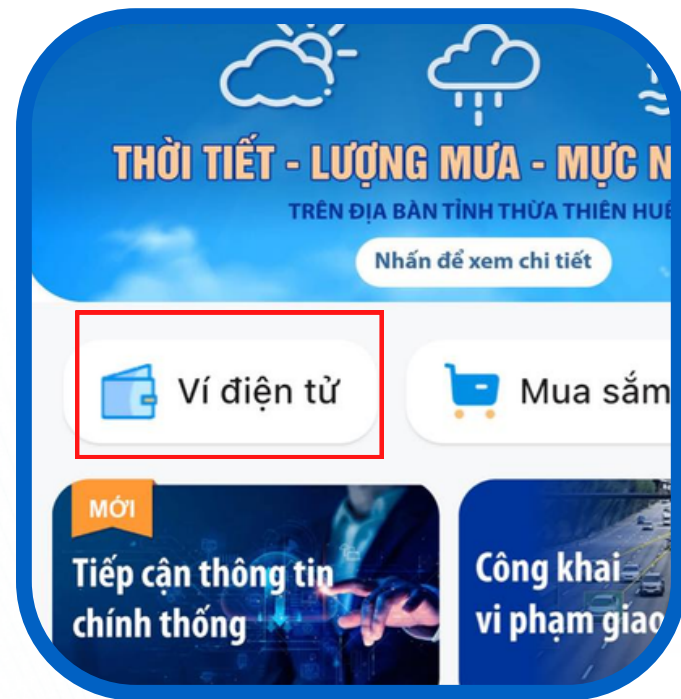 THỜI TIẾT - LƯỢNG MƯA - MỰC N
TRÊN ĐỊA BÀN TỈNH THỪA THIÊN HUẾ
Nhấn để xem chi tiết
Ví điện tử
Mua sắm
MỚI
Tiếp cận thông tin
chính thống
Công khai
vi phạm giao